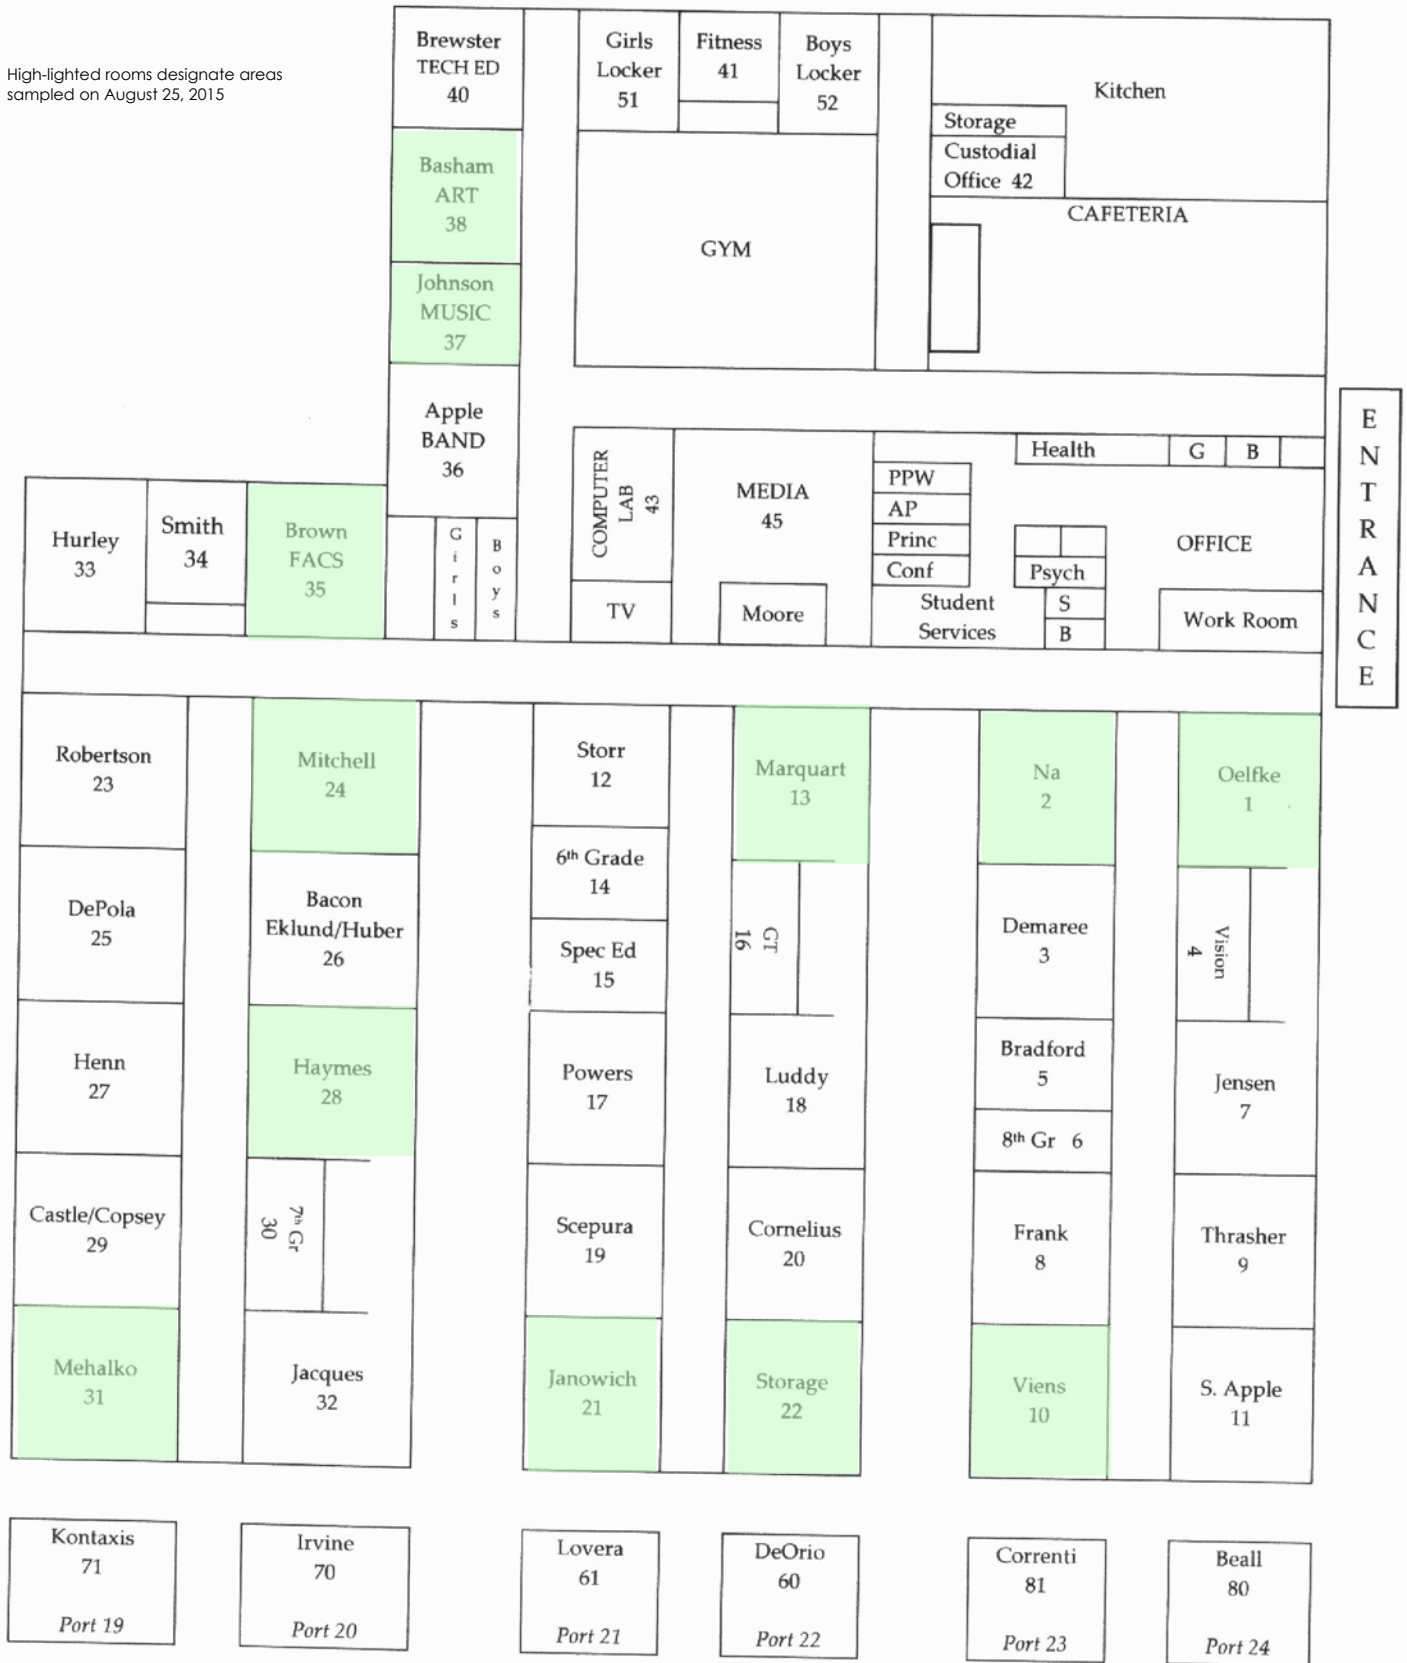 High-lighted rooms designate areas
sampled on August 25, 2015
Brewster
TECH ED
40
Girls
Locker
51
Fitness
41
Boys
Locker
52
Kitchen
Storage
Custodial
Office 42
CAFETERIA
Basham
ART
38
GYM
Johnson
MUSIC
37
Apple
BAND
36
ENTRANCE
COMPUTER
LAB
43
MEDIA
45
PPW
AP
Princ
Conf
Health
G
B
Hurley
33
Smith
34
Brown
FACS
35
Girls
Boys
OFFICE
Psych
TV
Moore
Student
Services
S
B
Work Room
Robertson
23
Mitchell
24
Storr
12
Marquart
13
Na
2
Oelfke
1
DePola
25
Bacon
Eklund/Huber
26
6th Grade
14
Spec Ed
15
GT
16
Demaree
3
Vision
4
Henn
27
Haymes
28
Powers
17
Luddy
18
Bradford
5
8th Gr 6
Jensen
7
Castle/Copsey
29
7th Gr
30
Scepura
19
Cornelius
20
Frank
8
Thrasher
9
Mehalko
31
Jacques
32
Janowich
21
Storage
22
Viens
10
S. Apple
11
Kontaxis
71
Port 19
Irvine
70
Port 20
Lovera
61
Port 21
DeOrio
60
Port 22
Correnti
81
Port 23
Beall
80
Port 24